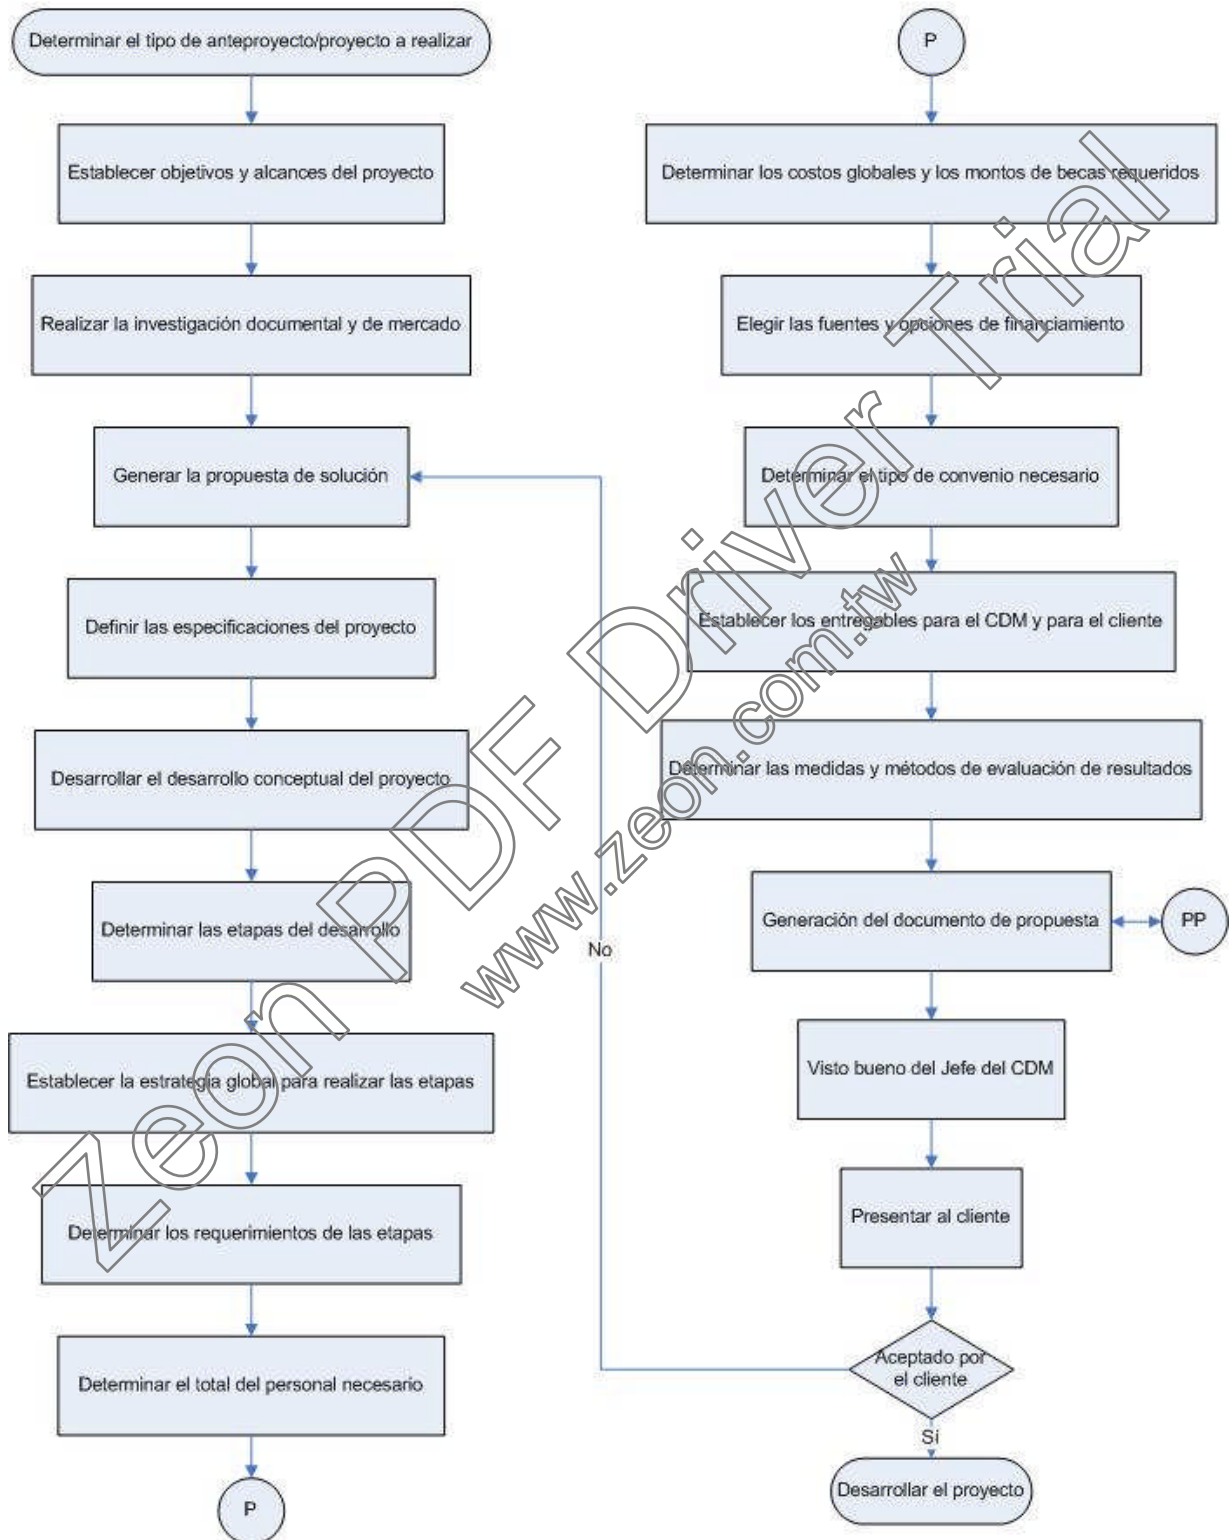 Determinar el tipo de anteproyecto/proyecto a realizar
Establecer objetivos y alcances del proyecto
Realizar la investigación documental y de mercado
Generar la propuesta de solución
Definir las especificaciones del proyecto
Desarrollar el desarrollo conceptual del proyecto
Determinar las etapas del desarrollo
Establecer la estrategia global para realizar las etapas
Determinar los requerimientos de las etapas
Determinar el total del personal necesario
P
P
Determinar los costos globales y los montos de becas requeridos
Elegir las fuentes y opciones de financiamiento
Determinar el tipo de convenio necesario
Establecer los entregables para el CDM y para el cliente
Determinar las medidas y métodos de evaluación de resultados
Generación del documento de propuesta
PP
Visto bueno del Jefe del CDM
Presentar al cliente
Aceptado por
el cliente
No
Sí
Desarrollar el proyecto
Zeon PDF Driver Trial
www.zeon.com.tw